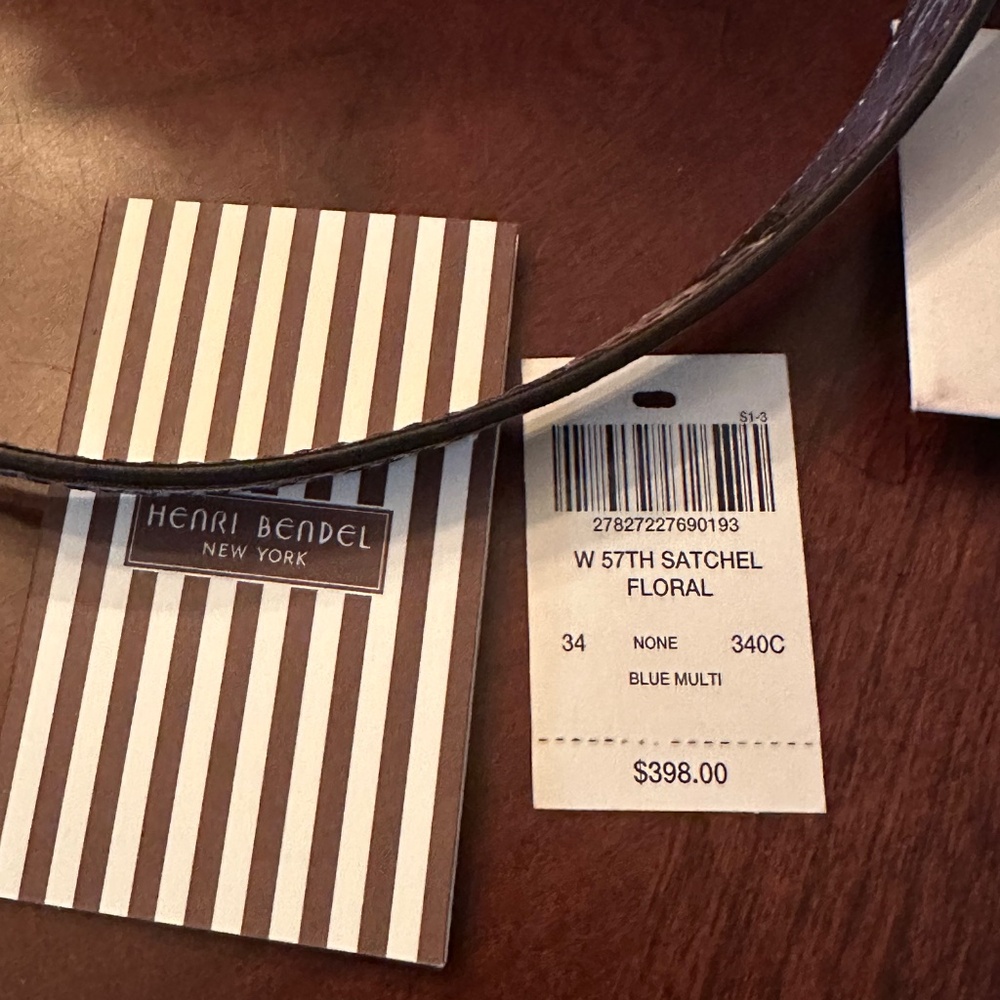 HENRI BENDEL
NEW YORK
S1-3
27827227690193
W 57TH SATCHEL
FLORAL
34 NONE 340C
BLUE MULTI
$398.00